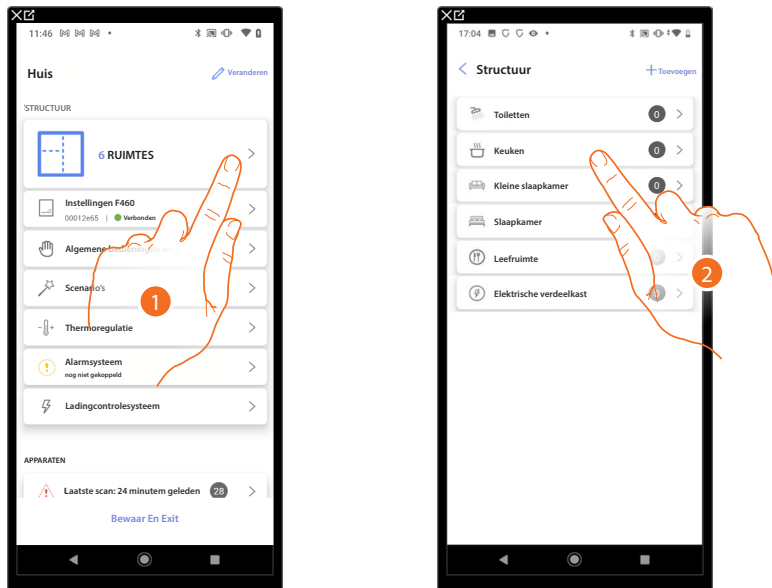 11:46
Huis
Veranderen
STRUCTUUR
6 RUIMTES
Instellingen F460
00012e65 | Verbonden
Algemene
Scenario's
1
Thermoregulatie
Alarmsysteem
nog niet gekoppeld
Ladingcontrolesysteem
APPARATEN
Laatste scan: 24 minutem geleden 28
Bewaar En Exit
17:04
Structuur
Toevoegen
Toiletten 0
Keuken 0
Kleine slaapkamer 0
Slaapkamer
2
Leefruimte
Elektrische verdeelkast